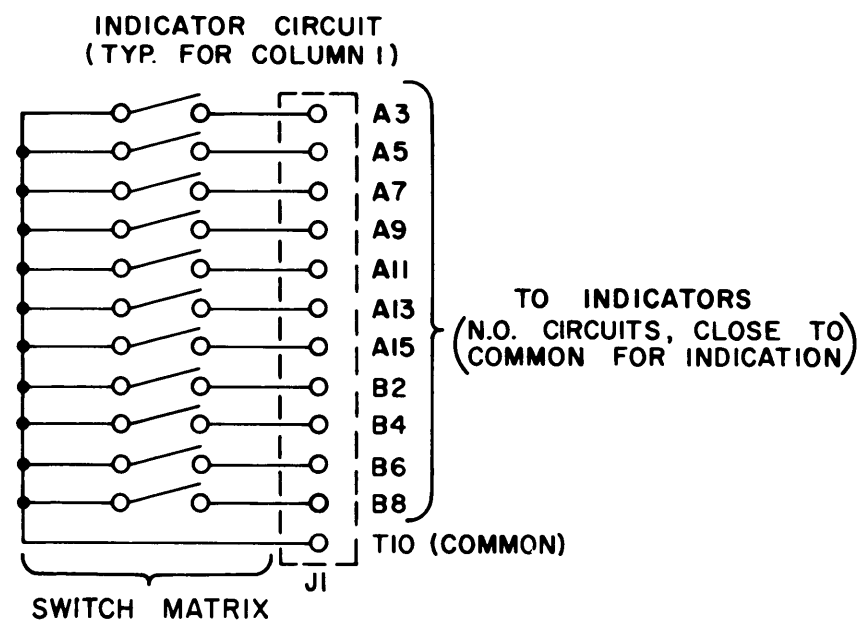 INDICATOR CIRCUIT
(TYP. FOR COLUMN 1)
A3
A5
A7
A9
A11
A13
A15
B2
B4
B6
B8
T10 (COMMON)
TO INDICATORS
(N.O. CIRCUITS, CLOSE TO
COMMON FOR INDICATION)
J1
SWITCH MATRIX